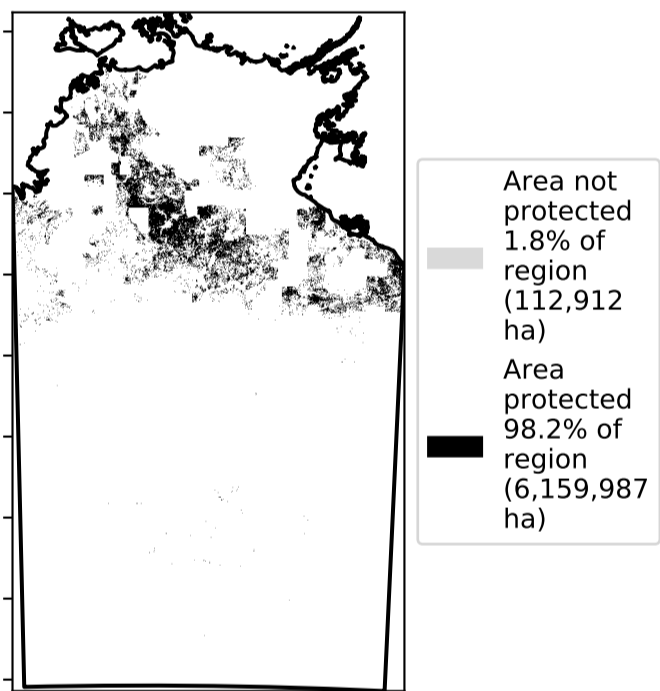 Area not
protected
1.8% of
region
(112,912
ha)
Area
protected
98.2% of
region
(6,159,987
ha)